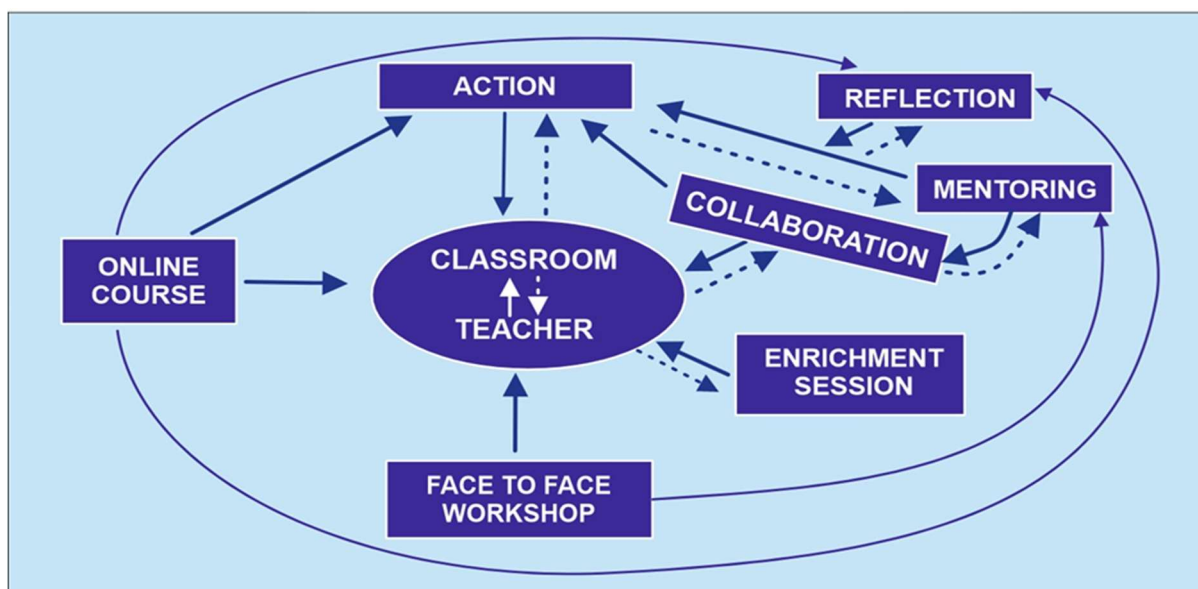 ACTION
REFLECTION
MENTORING
COLLABORATION
ONLINE
COURSE
CLASSROOM
TEACHER
ENRICHMENT
SESSION
FACE TO FACE
WORKSHOP